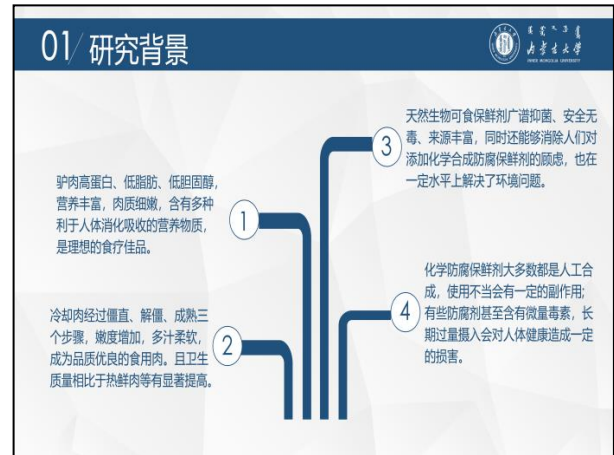 01/ 研究背景
内蒙古大学
INNER MONGOLIA UNIVERSITY
驴肉高蛋白、低脂肪、低胆固醇，
营养丰富，肉质细嫩，含有多种
利于人体消化吸收的营养物质，
是理想的食疗佳品。
1
冷却肉经过僵直、解僵、成熟三
个步骤，嫩度增加，多汁柔软，
成为品质优良的食用肉。且卫生
质量相比于热鲜肉等有显著提高。
2
天然生物可食保鲜剂广谱抑菌、安全无
毒、来源丰富，同时还能够消除人们对
添加化学合成防腐保鲜剂的顾虑，也在
一定水平上解决了环境问题。
3
化学防腐保鲜剂大多数都是人工合
成，使用不当会有一定的副作用；
有些防腐剂甚至含有微量毒素，长
期过量摄入会对人体健康造成一定
的损害。
4